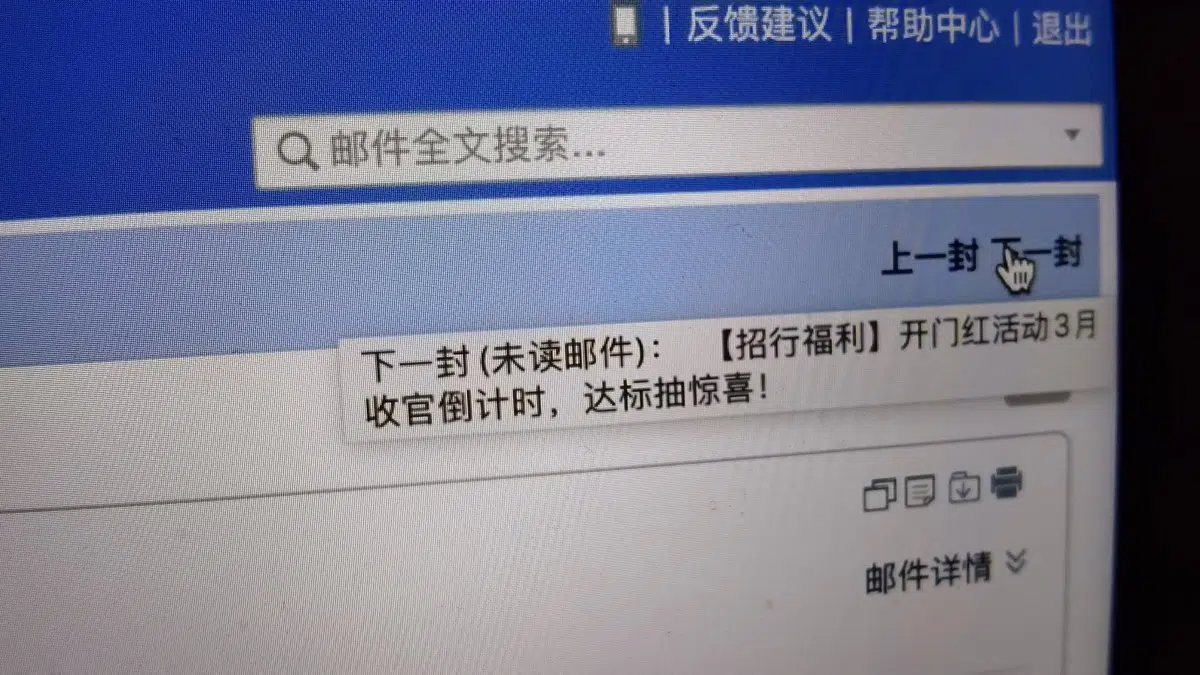 | 反馈建议 | 帮助中心 | 退出
邮件全文搜索...
上一封 下一封
下一封 (未读邮件)： 【招行福利】开门红活动3月
收官倒计时，达标抽惊喜！
邮件详情